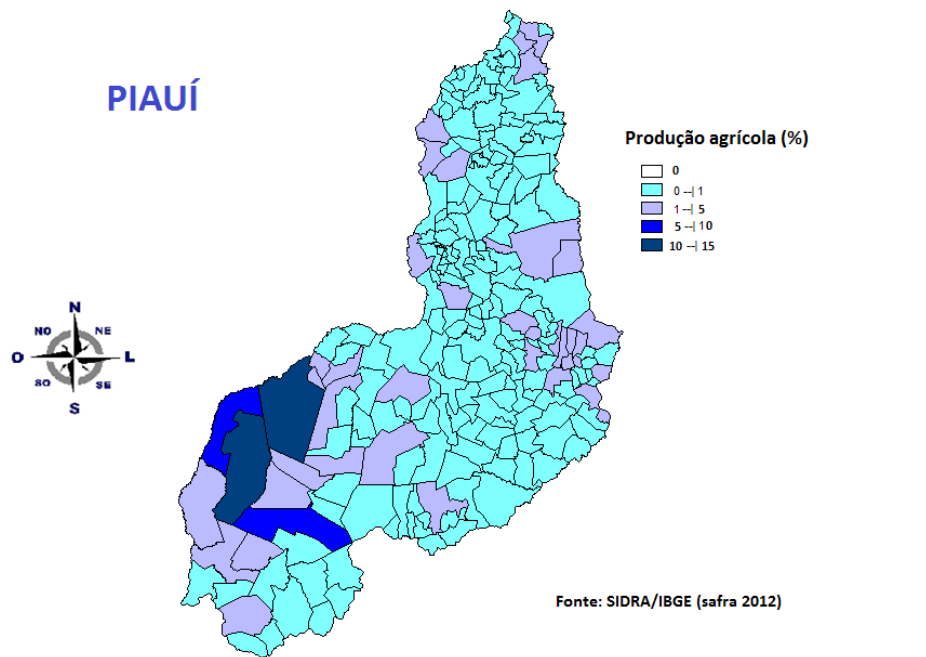 PIAUÍ
Produção agrícola (%)
0
0 --| 1
1 --| 5
5 --| 10
10 --| 15
N
NO NE
O L
SO SE
S
Fonte: SIDRA/IBGE (safra 2012)